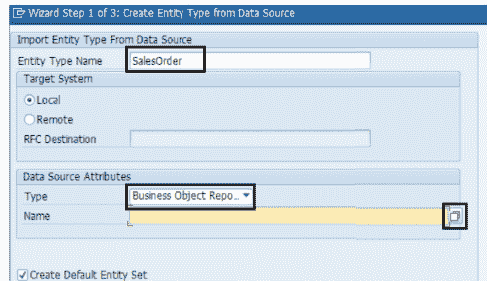 Wizard Step 1 of 3: Create Entity Type from Data Source
Import Entity Type From Data Source
Entity Type Name SalesOrder
Target System
Local
Remote
RFC Destination
Data Source Attributes
Type Business Object Repo...
Name
Create Default Entity Set